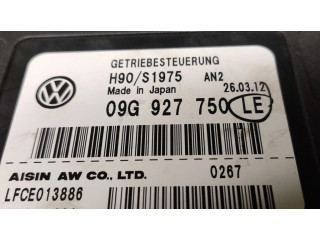 GETRIEBESTEUERUNG
H90/S1975 AN2
Made in Japan 26.03.12
09G 927 750 LE
AISIN AW CO., LTD. 0267
LFCE013886